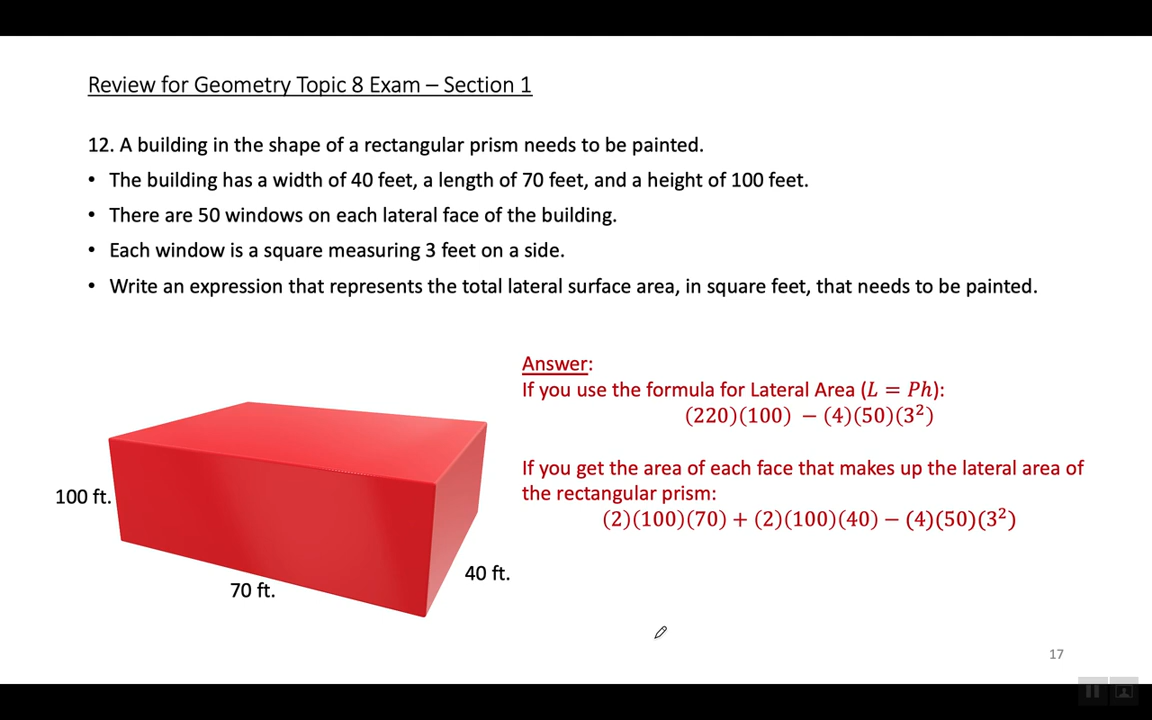 Review for Geometry Topic 8 Exam – Section 1
12. A building in the shape of a rectangular prism needs to be painted.
• The building has a width of 40 feet, a length of 70 feet, and a height of 100 feet.
• There are 50 windows on each lateral face of the building.
• Each window is a square measuring 3 feet on a side.
• Write an expression that represents the total lateral surface area, in square feet, that needs to be painted.
Answer:
If you use the formula for Lateral Area (𝐿 = 𝑃ℎ):
(220)(100) − (4)(50)(3²)
If you get the area of each face that makes up the lateral area of
the rectangular prism:
(2)(100)(70) + (2)(100)(40) − (4)(50)(3²)
100 ft.
40 ft.
70 ft.
17